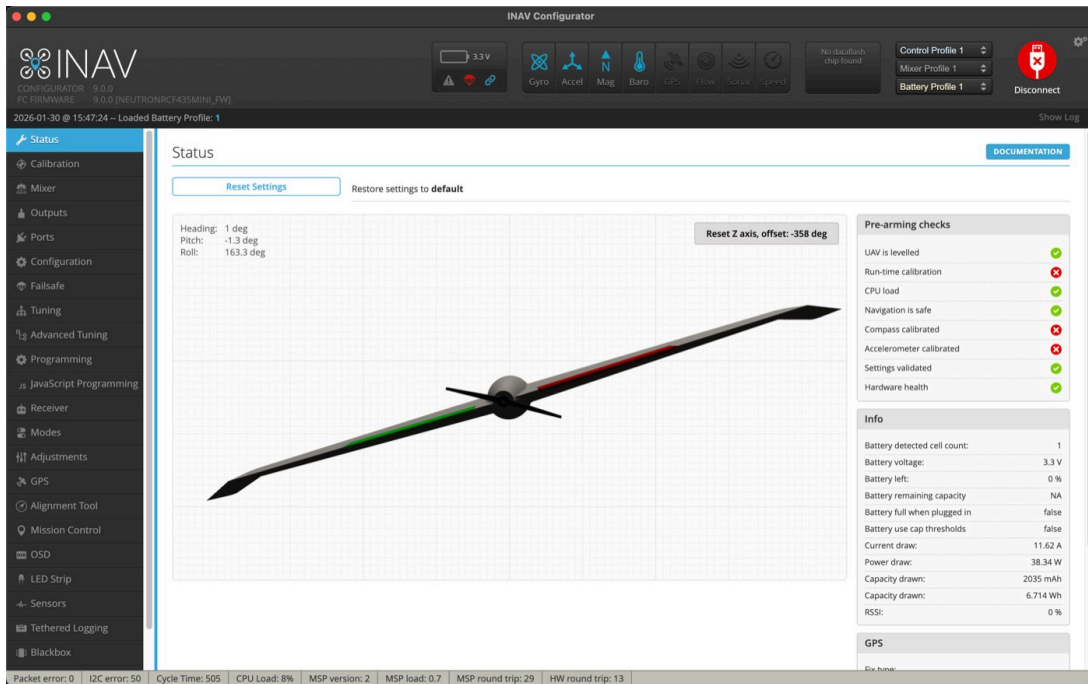 INAV Configurator
INAV
CONFIGURATOR 9.0.0
FC FIRMWARE 9.0.0 [NEUTRONRCF435MINI_FW]
3.3 V
Gyro Accel Mag Baro GPS Flow Sonar Speed
No dataflash
chip found
Control Profile 1
Mixer Profile 1
Battery Profile 1
Disconnect
2026-01-30 @ 15:47:24 -- Loaded Battery Profile: 1
Show Log
Status
Calibration
Mixer
Outputs
Ports
Configuration
Failsafe
Tuning
Advanced Tuning
Programming
JS JavaScript Programming
Receiver
Modes
Adjustments
GPS
Alignment Tool
Mission Control
OSD
LED Strip
Sensors
Tethered Logging
Blackbox
Status
DOCUMENTATION
Reset Settings
Restore settings to default
Heading: 1 deg
Pitch: -1.3 deg
Roll: 163.3 deg
Reset Z axis, offset: -358 deg
Pre-arming checks
UAV is levelled
Run-time calibration
CPU load
Navigation is safe
Compass calibrated
Accelerometer calibrated
Settings validated
Hardware health
Info
Battery detected cell count: 1
Battery voltage: 3.3 V
Battery left: 0 %
Battery remaining capacity NA
Battery full when plugged in false
Battery use cap thresholds false
Current draw: 11.62 A
Power draw: 38.34 W
Capacity drawn: 2035 mAh
Capacity drawn: 6.714 Wh
RSSI: 0 %
GPS
Fix type:
Packet error: 0 I2C error: 50 Cycle Time: 505 CPU Load: 8% MSP version: 2 MSP load: 0.7 MSP round trip: 29 HW round trip: 13